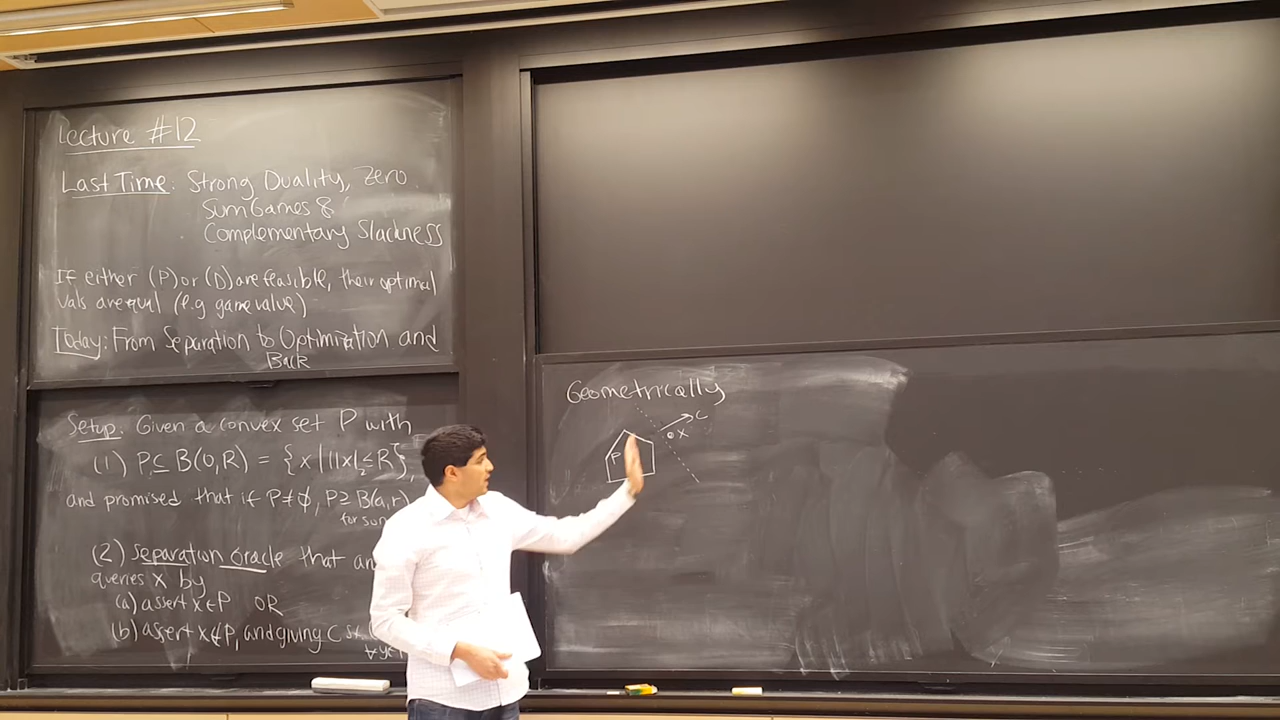 Lecture #12
Last Time: Strong Duality, Zero
Sum Games &
Complementary Slackness
If either (P) or (D) are feasible, their optimal
vals are equal (e.g. game value)
Today: From Separation to Optimization and
Back
Setup: Given a convex set P with
(1) P ⊆ B(0,R) = {x | ||x||₂ ≤ R},
and promised that if P ≠ ∅, P ⊇ B(a,r)
for
(2) Separation Oracle that
queries x by
(a) assert x ∈ P OR
(b) assert x ∉ P, and giving C s.t.
∀y∈
Geometrically
C
x
P